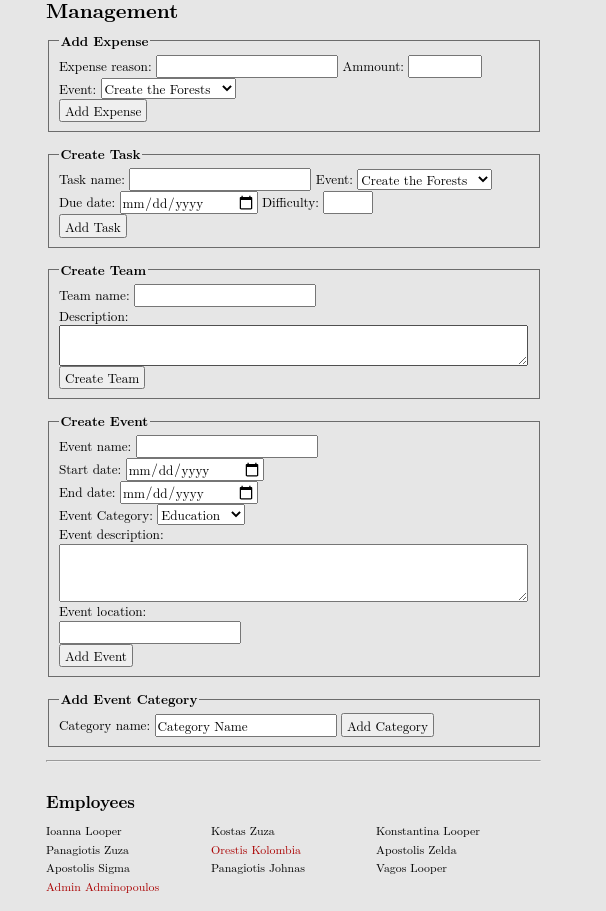 Management
Add Expense
Expense reason: Ammount:
Event: Create the Forests
Add Expense
Create Task
Task name: Event: Create the Forests
Due date: mm/dd/yyyy Difficulty:
Add Task
Create Team
Team name:
Description:
Create Team
Create Event
Event name:
Start date: mm/dd/yyyy
End date: mm/dd/yyyy
Event Category: Education
Event description:
Event location:
Add Event
Add Event Category
Category name: Category Name Add Category
Employees
Ioanna Looper Kostas Zuza Konstantina Looper
Panagiotis Zuza Orestis Kolombia Apostolis Zelda
Apostolis Sigma Panagiotis Johnas Vagos Looper
Admin Adminopoulos